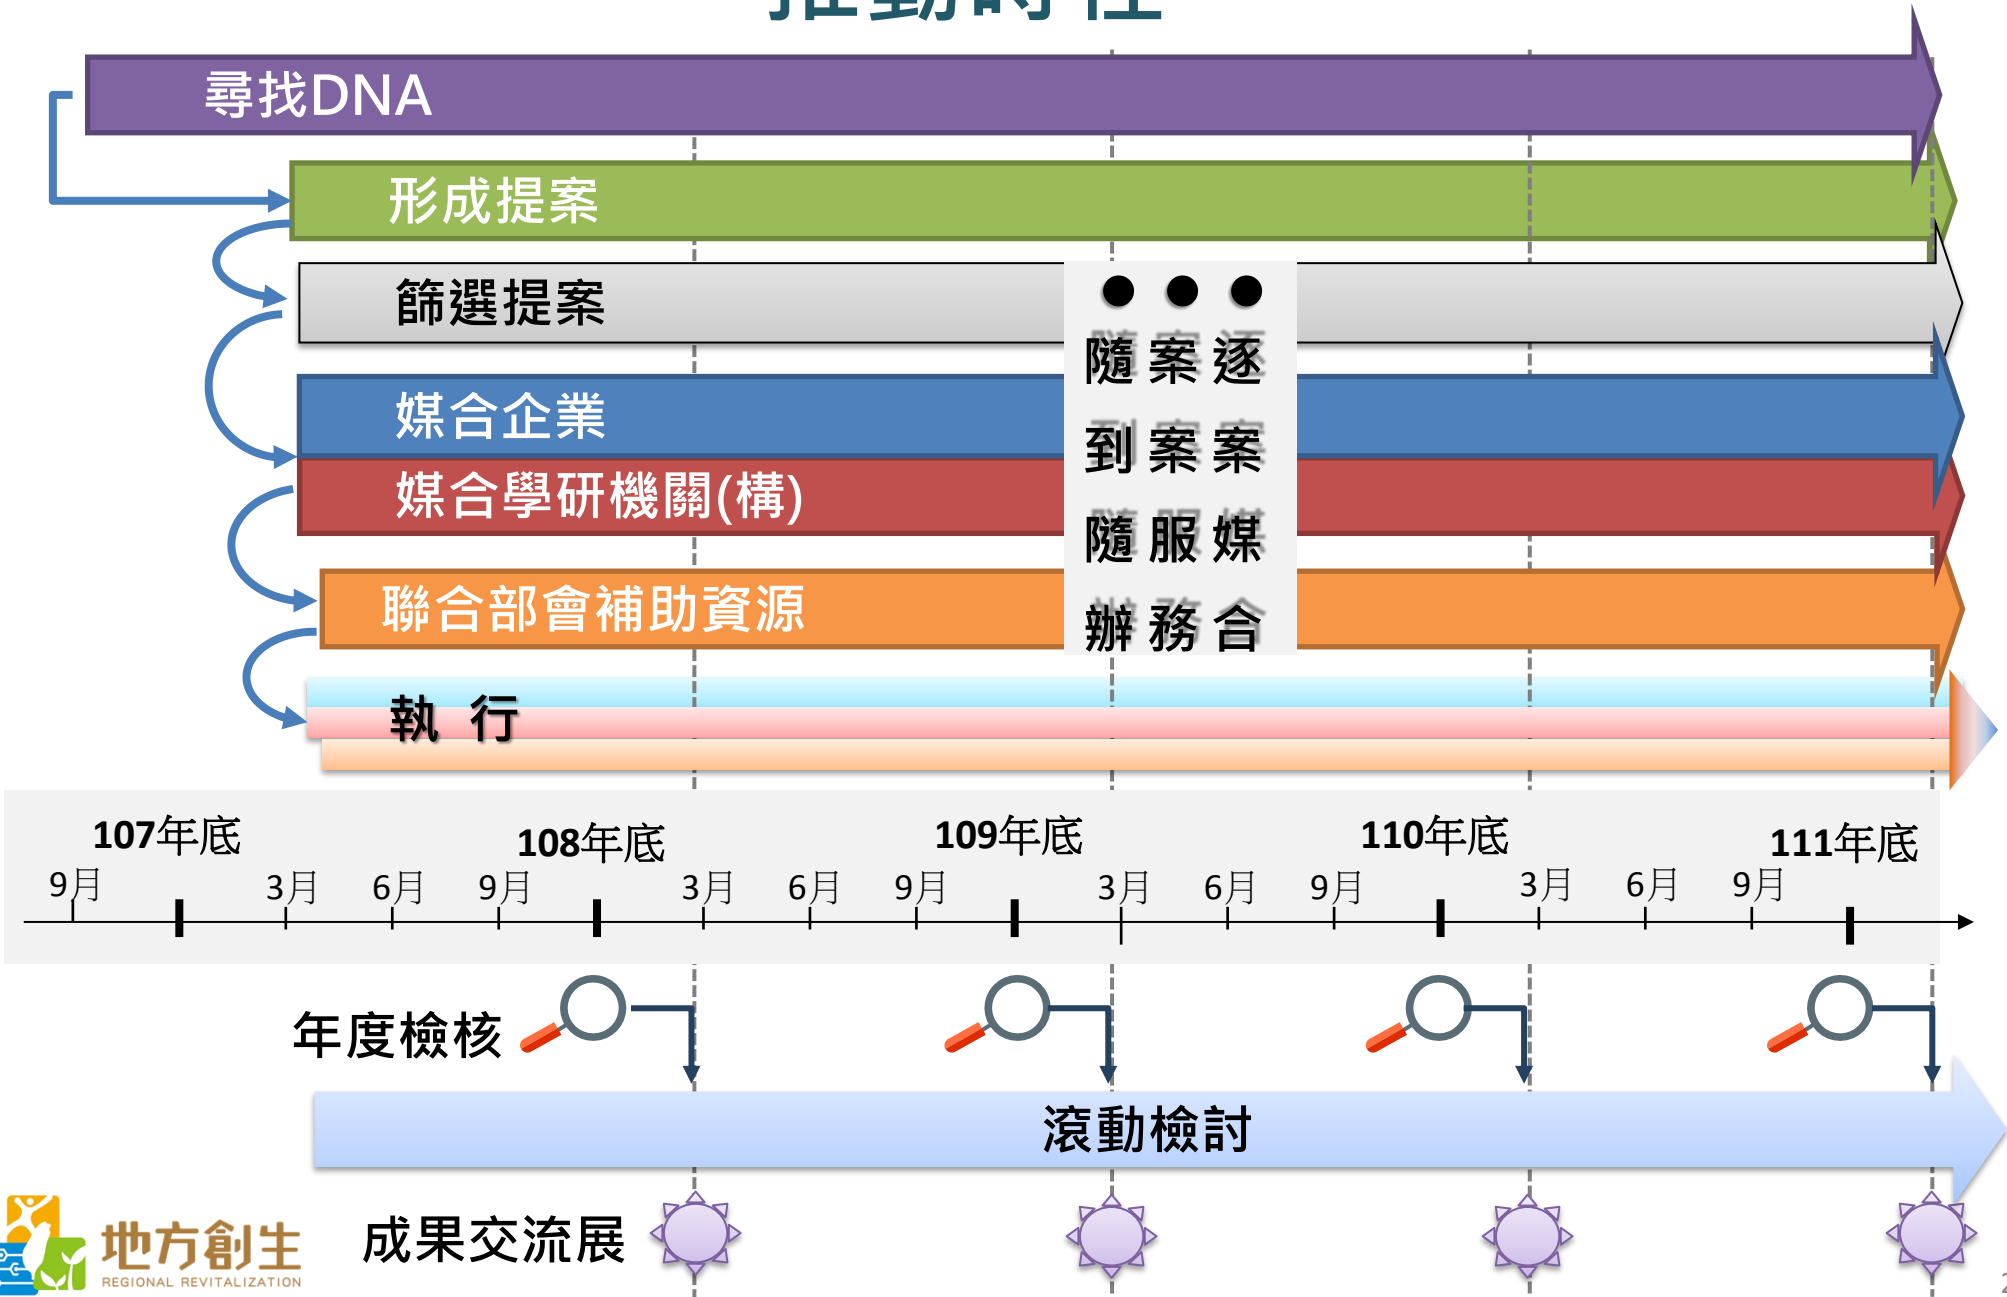 推動時程
尋找DNA
形成提案
篩選提案
媒合企業
媒合學研機關(構)
聯合部會補助資源
執 行
● ● ●
隨 案 逐
到 案 案
隨 服 媒
辦 務 合
107年底 108年底 109年底 110年底 111年底
9月 3月 6月 9月 3月 6月 9月 3月 6月 9月 3月 6月 9月
年度檢核
滾動檢討
成果交流展
地方創生
REGIONAL REVITALIZATION